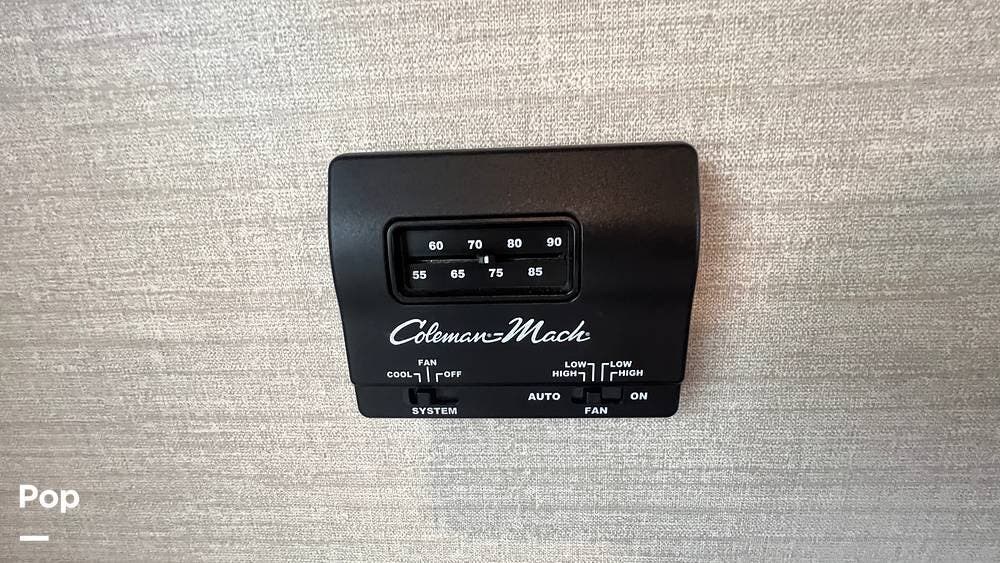 60 70 80 90
55 65 75 85
Coleman-Mach
FAN
COOL OFF
LOW LOW
HIGH HIGH
AUTO ON
SYSTEM FAN
Pop